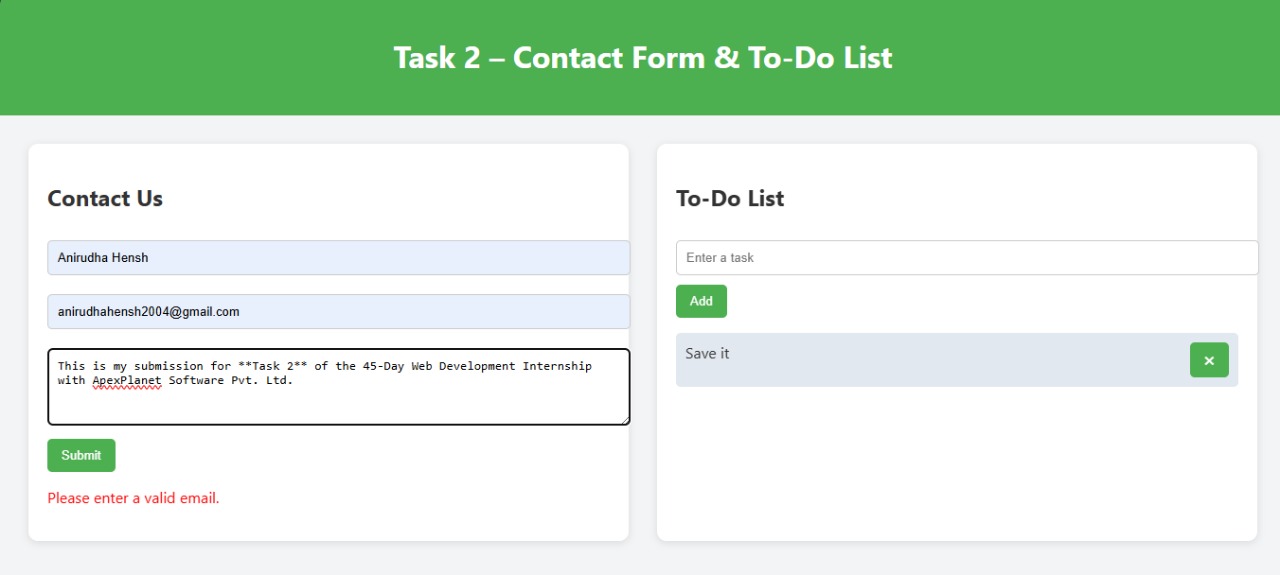 Task 2 – Contact Form & To-Do List
Contact Us
Anirudha Hensh
anirudhahensh2004@gmail.com
This is my submission for **Task 2** of the 45-Day Web Development Internship
with ApexPlanet Software Pvt. Ltd.
Submit
Please enter a valid email.
To-Do List
Enter a task
Add
Save it
×